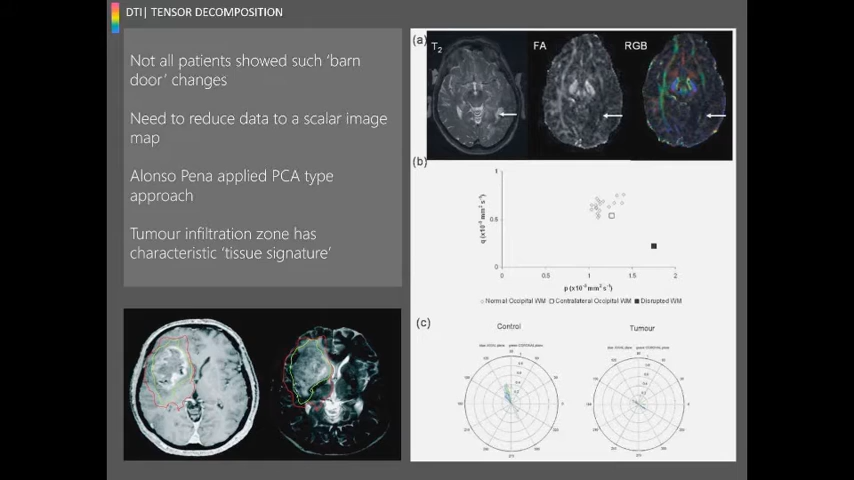 DTI| TENSOR DECOMPOSITION
Not all patients showed such ‘barn
door’ changes
Need to reduce data to a scalar image
map
Alonso Pena applied PCA type
approach
Tumour infiltration zone has
characteristic ‘tissue signature’
(a)
T2
FA
RGB
(b)
1
0.5
0
q (x10⁻³ mm² s⁻¹)
0 0.5 1 1.5 2
p (x10⁻³ mm² s⁻¹)
Normal Occipital WM Contralateral Occipital WM Disrupted WM
(c)
Control
Tumour